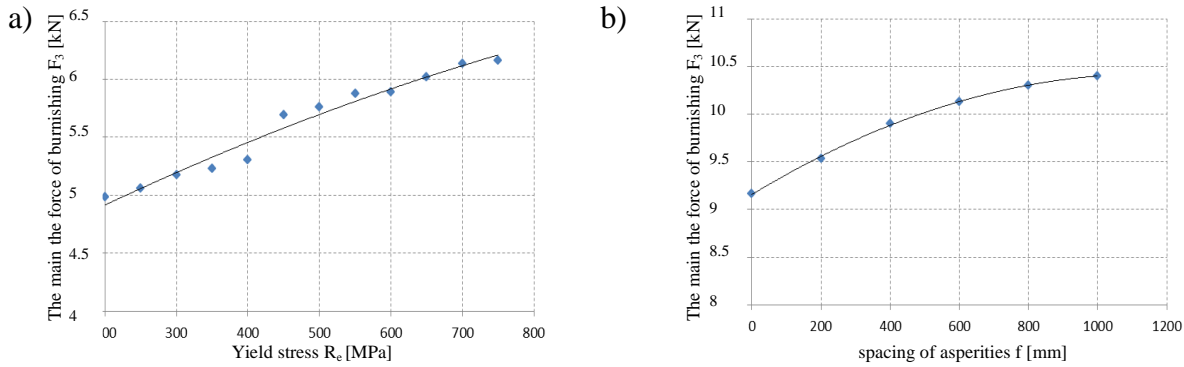 a)
The main the force of burnishing F₃ [kN]
6.5
6
5.5
5
4.5
4
00 300 400 500 600 700 800
Yield stress Rₑ [MPa]
b)
The main the force of burnishing F₃ [kN]
11
10.5
10
9.5
9
8.5
8
0 200 400 600 800 1000 1200
spacing of asperities f [mm]